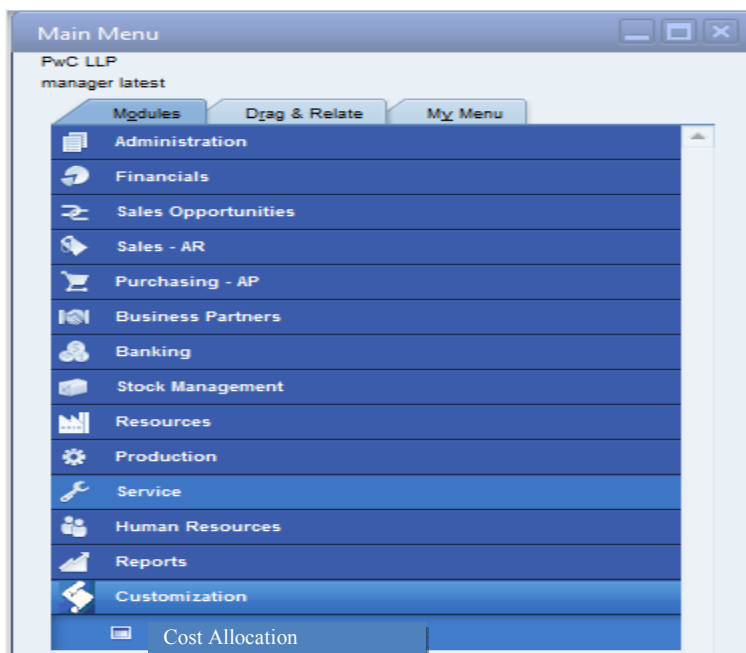 Main Menu
PwC LLP
manager latest
Modules Drag & Relate My Menu
Administration
Financials
Sales Opportunities
Sales - AR
Purchasing - AP
Business Partners
Banking
Stock Management
Resources
Production
Service
Human Resources
Reports
Customization
Cost Allocation